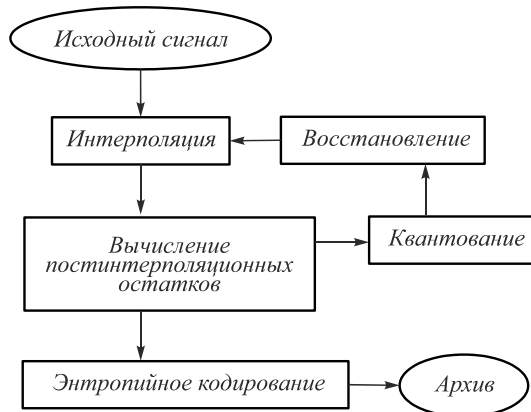 Исходный сигнал
Интерполяция
Восстановление
Вычисление
постинтерполяционных
остатков
Квантование
Энтропийное кодирование
Архив